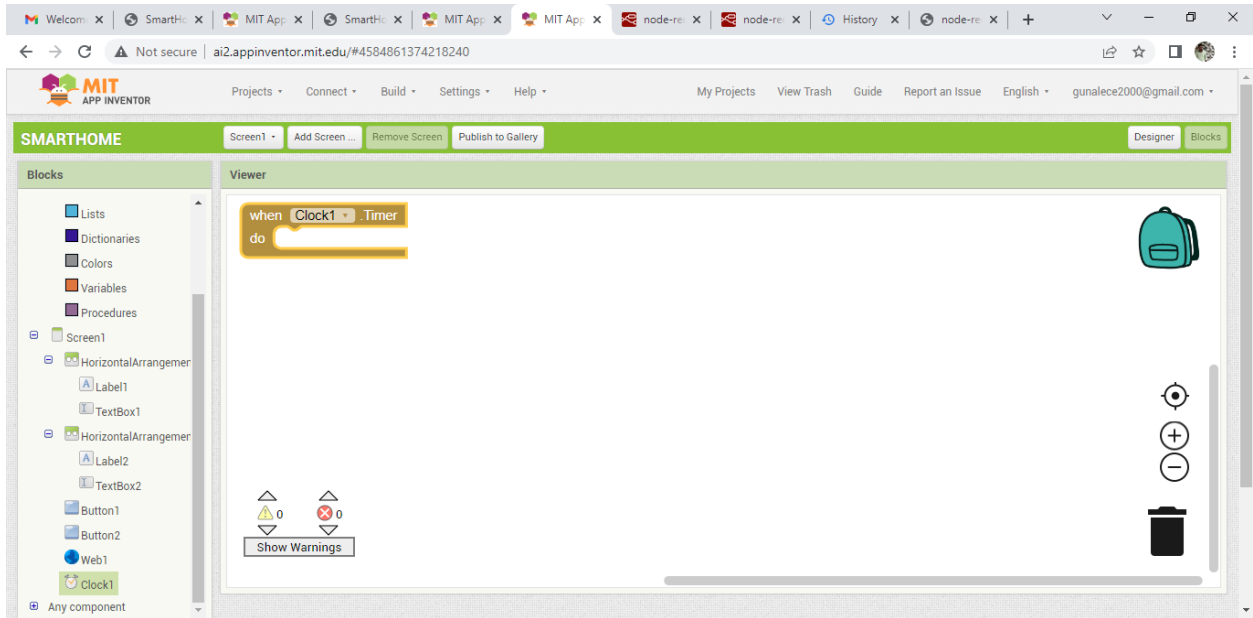 Welcom SmartHo MIT App SmartHo MIT App MIT App node-re node-re History node-re
Not secure ai2.appinventor.mit.edu/#4584861374218240
MIT
APP INVENTOR
Projects Connect Build Settings Help My Projects View Trash Guide Report an Issue English gunalece2000@gmail.com
SMARTHOME Screen1 Add Screen ... Remove Screen Publish to Gallery Designer Blocks
Blocks Viewer
Lists
Dictionaries
Colors
Variables
Procedures
Screen1
HorizontalArrangemen
Label1
TextBox1
HorizontalArrangemen
Label2
TextBox2
Button1
Button2
Web1
Clock1
Any component
when Clock1 .Timer
do
0 0
Show Warnings